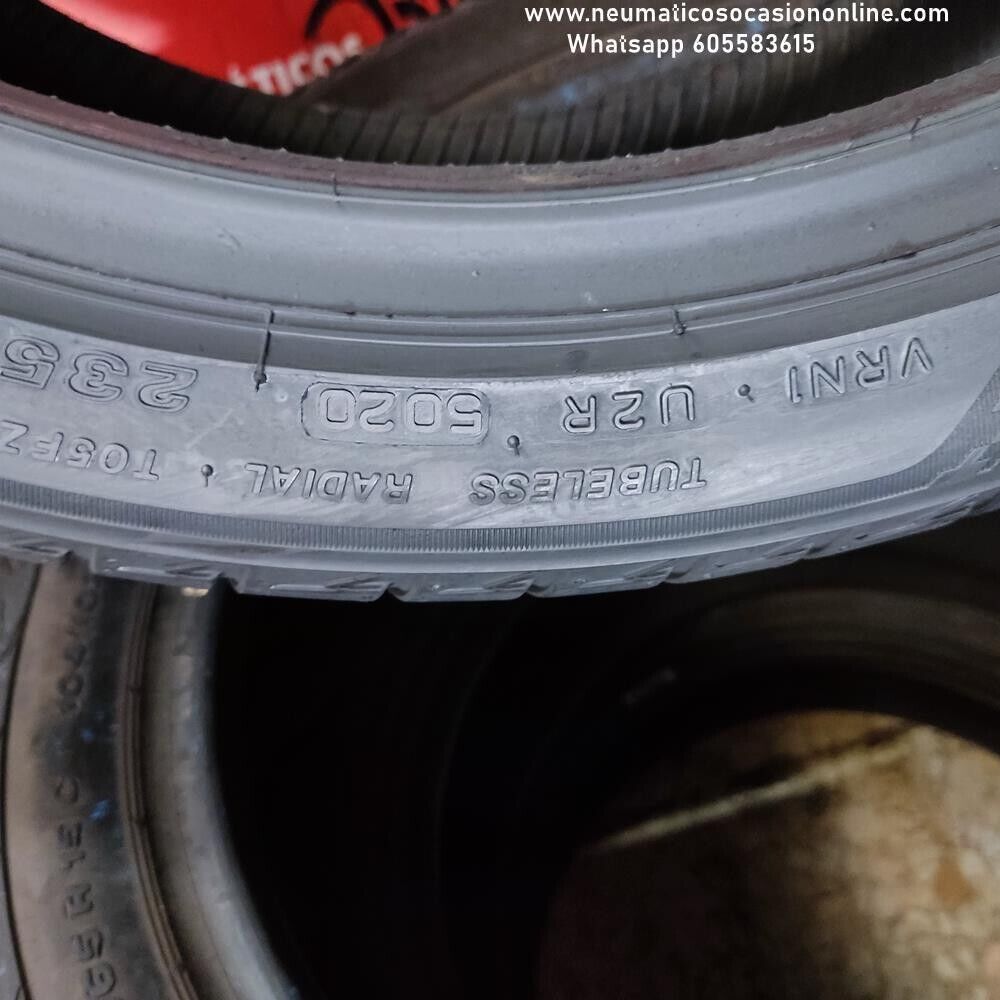 www.neumaticosocasiononline.com
Whatsapp 605583615
VRN1 · U2R 5020 235
TUBELESS RADIAL · T05FZ